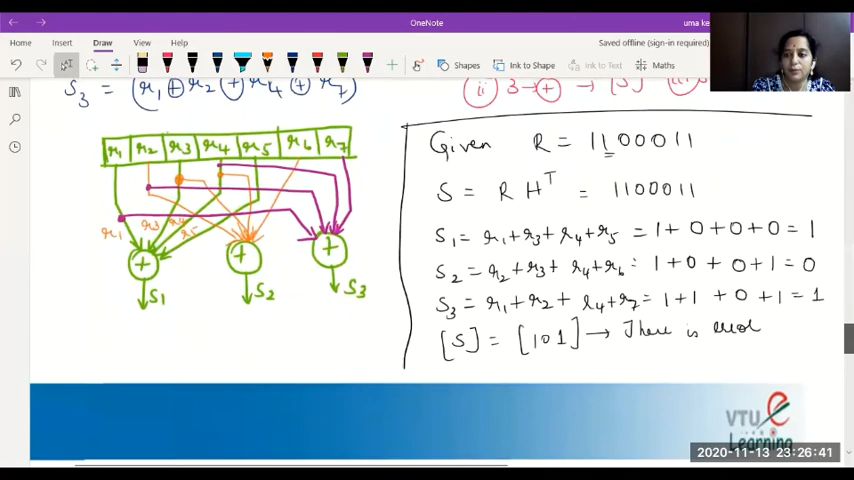 OneNote
uma ke
Home Insert Draw View Help
Saved offline (sign-in required)
Shapes Ink to Shape Ink to Text Maths
S3 = (r1 ⊕ r2 ⊕ r4 ⊕ r7)
(ii) 3 → ⊕ → [S]
r1 r2 r3 r4 r5 r6 r7
r1 r3 r4 r5
+ + +
S1 S2 S3
Given R = 1100011
S = R H^T = 1100011
S1 = r1+r3+r4+r5 = 1+0+0+0 = 1
S2 = r2+r3+r4+r6 = 1+0+0+1 = 0
S3 = r1+r2+r4+r7 = 1+1+0+1 = 1
[S] = [101] → There is error
VTU e
Learning
2020-11-13 23:26:41